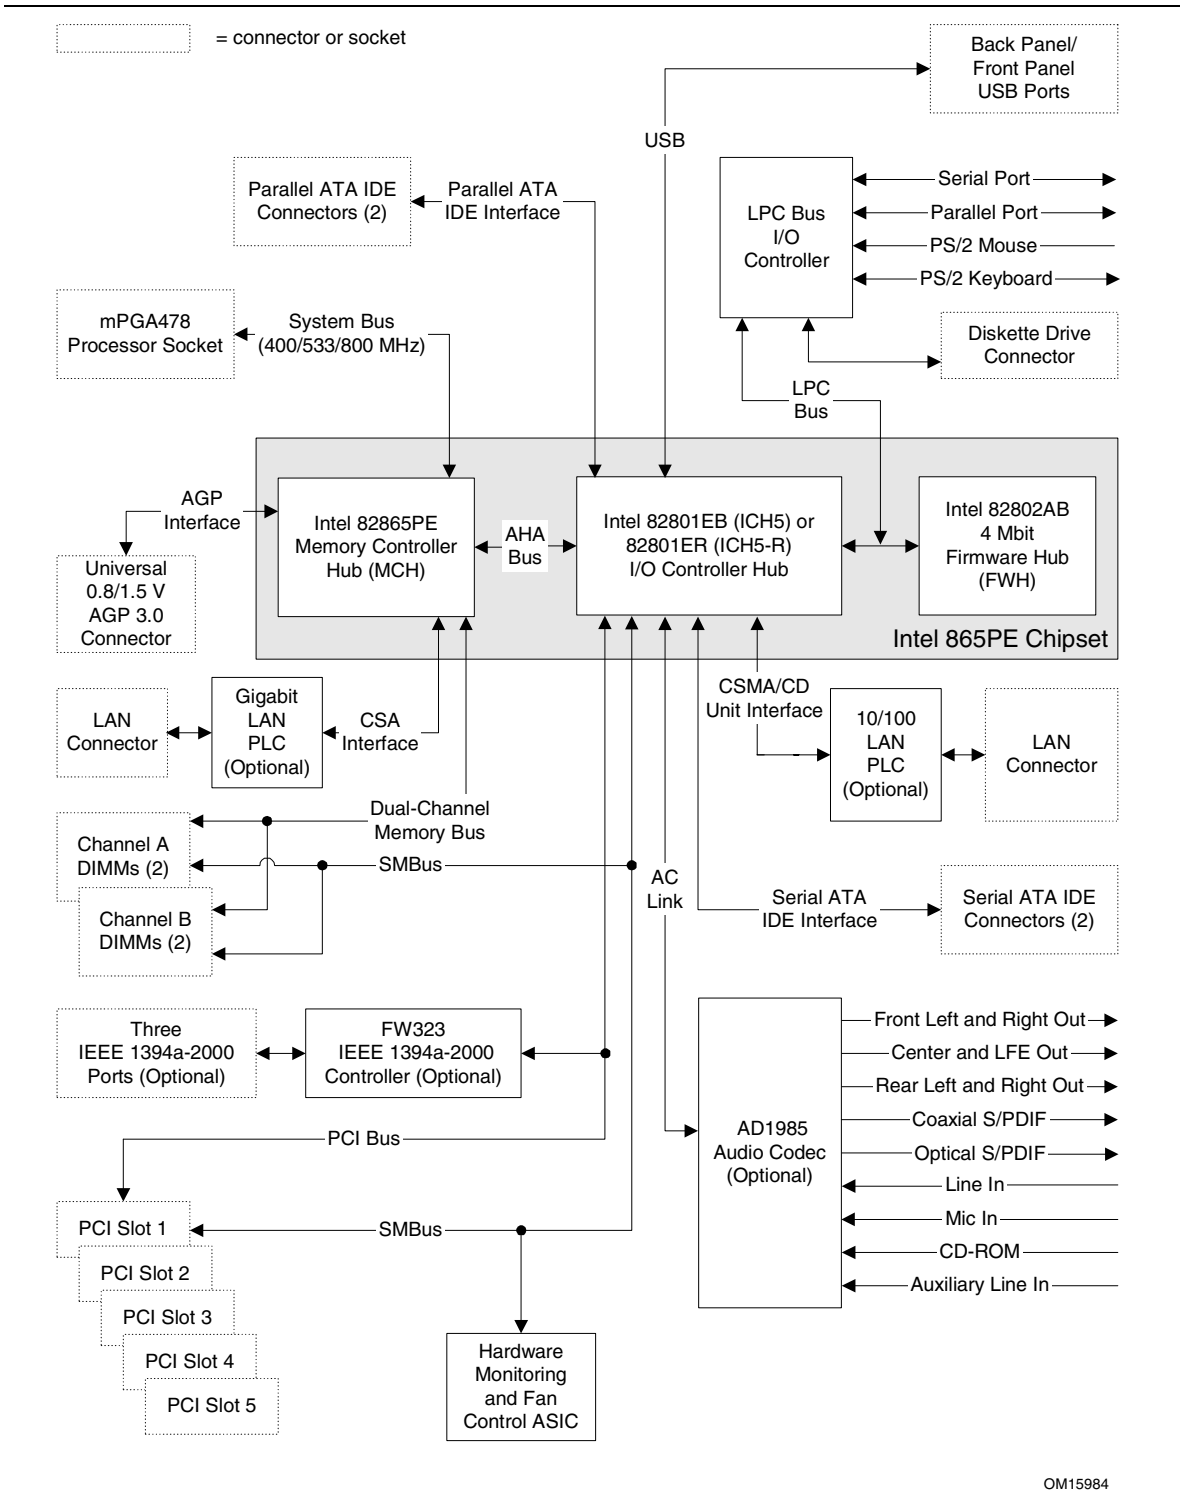 = connector or socket
Back Panel/
Front Panel
USB Ports
USB
Parallel ATA IDE
Connectors (2)
Parallel ATA
IDE Interface
LPC Bus
I/O
Controller
Serial Port
Parallel Port
PS/2 Mouse
PS/2 Keyboard
mPGA478
Processor Socket
System Bus
(400/533/800 MHz)
Diskette Drive
Connector
LPC
Bus
AGP
Interface
Intel 82865PE
Memory Controller
Hub (MCH)
AHA
Bus
Intel 82801EB (ICH5) or
82801ER (ICH5-R)
I/O Controller Hub
Intel 82802AB
4 Mbit
Firmware Hub
(FWH)
Universal
0.8/1.5 V
AGP 3.0
Connector
Intel 865PE Chipset
LAN
Connector
Gigabit
LAN
PLC
(Optional)
CSA
Interface
CSMA/CD
Unit Interface
10/100
LAN
PLC
(Optional)
LAN
Connector
Dual-Channel
Memory Bus
Channel A
DIMMs (2)
SMBus
Channel B
DIMMs (2)
AC
Link
Serial ATA
IDE Interface
Serial ATA IDE
Connectors (2)
Three
IEEE 1394a-2000
Ports (Optional)
FW323
IEEE 1394a-2000
Controller (Optional)
PCI Bus
AD1985
Audio Codec
(Optional)
Front Left and Right Out
Center and LFE Out
Rear Left and Right Out
Coaxial S/PDIF
Optical S/PDIF
Line In
Mic In
CD-ROM
Auxiliary Line In
PCI Slot 1
SMBus
PCI Slot 2
PCI Slot 3
PCI Slot 4
PCI Slot 5
Hardware
Monitoring
and Fan
Control ASIC
OM15984